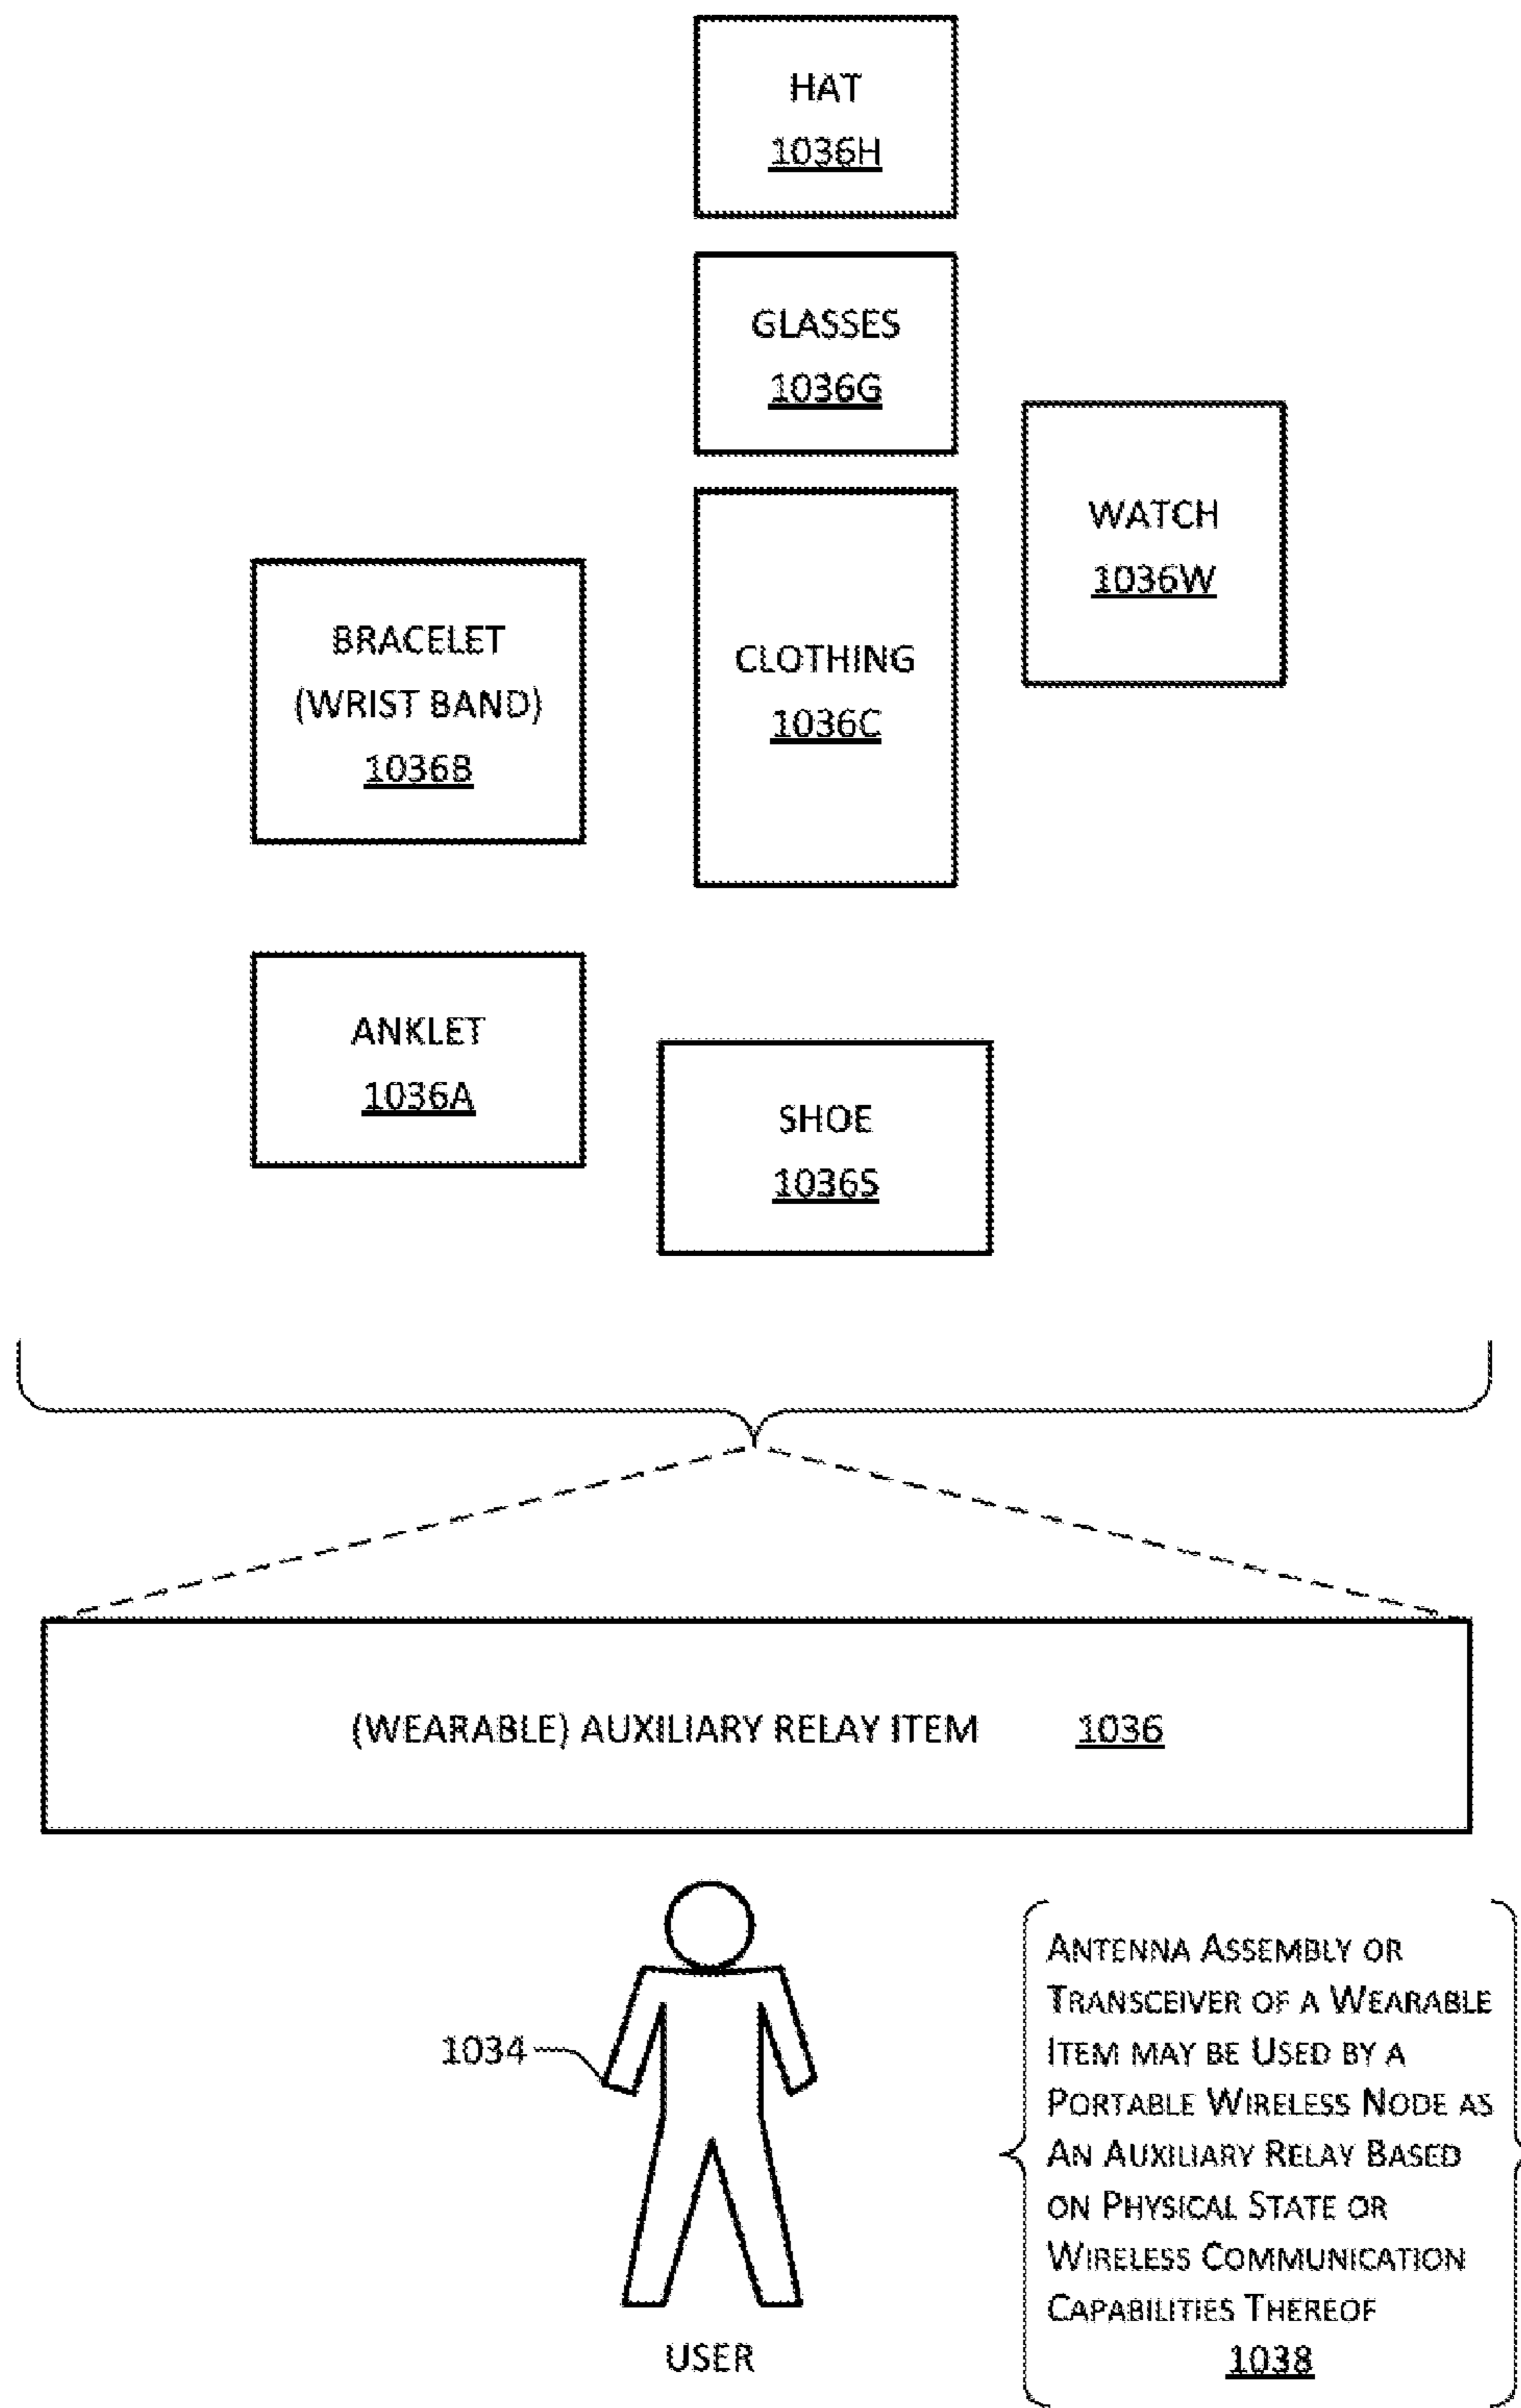 HAT
1036H
GLASSES
1036G
WATCH
1036W
BRACELET
(WRIST BAND)
1036B
CLOTHING
1036C
ANKLET
1036A
SHOE
1036S
(WEARABLE) AUXILIARY RELAY ITEM 1036
1034
USER
ANTENNA ASSEMBLY OR
TRANSCEIVER OF A WEARABLE
ITEM MAY BE USED BY A
PORTABLE WIRELESS NODE AS
AN AUXILIARY RELAY BASED
ON PHYSICAL STATE OR
WIRELESS COMMUNICATION
CAPABILITIES THEREOF
1038